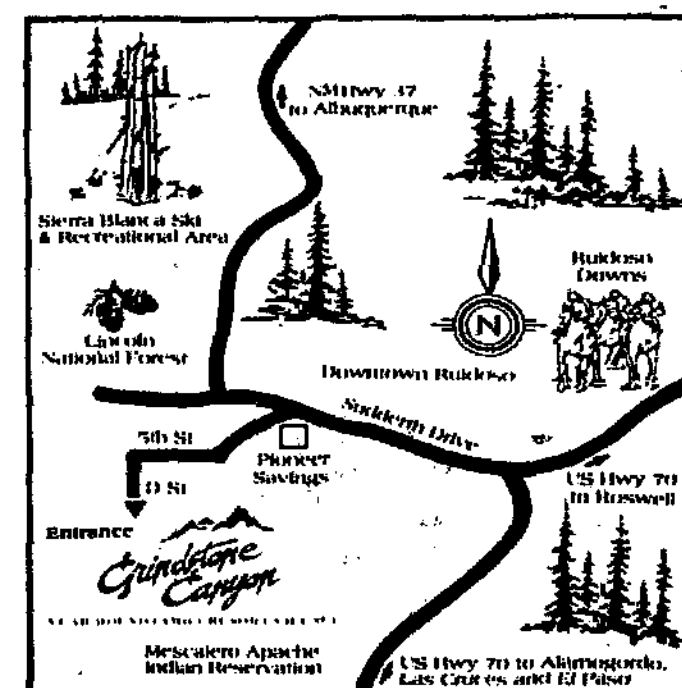 NM Hwy 37
to Albuquerque
Sierra Blanca Ski
& Recreational Area
Ruidoso
Downs
N
Lincoln
National Forest
Downtown Ruidoso
Sudderth Drive
5th St
Pioneer
Savings
US Hwy 70
to Roswell
D St
Entrance
Grindstone
Canyon
Mescalero Apache
Indian Reservation
US Hwy 70 to Alamogordo,
Las Cruces and El Paso